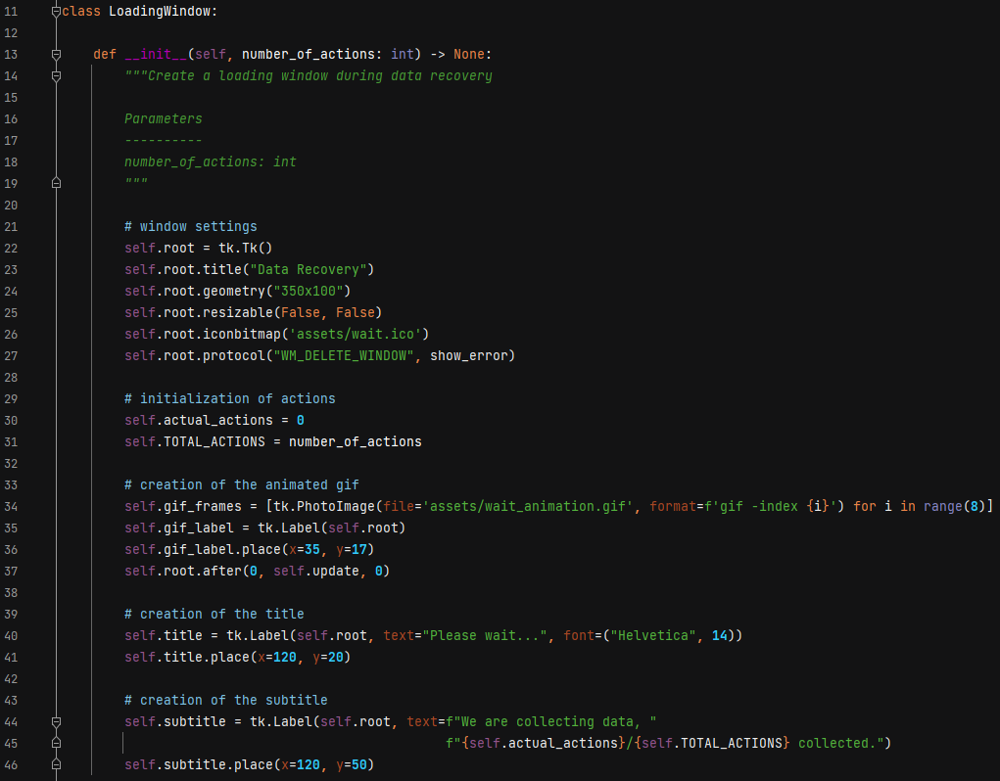 11 class LoadingWindow:
12
13     def __init__(self, number_of_actions: int) -> None:
14         """Create a loading window during data recovery
15
16         Parameters
17         ----------
18         number_of_actions: int
19         """
20
21         # window settings
22         self.root = tk.Tk()
23         self.root.title("Data Recovery")
24         self.root.geometry("350x100")
25         self.root.resizable(False, False)
26         self.root.iconbitmap('assets/wait.ico')
27         self.root.protocol("WM_DELETE_WINDOW", show_error)
28
29         # initialization of actions
30         self.actual_actions = 0
31         self.TOTAL_ACTIONS = number_of_actions
32
33         # creation of the animated gif
34         self.gif_frames = [tk.PhotoImage(file='assets/wait_animation.gif', format=f'gif -index {i}') for i in range(8)]
35         self.gif_label = tk.Label(self.root)
36         self.gif_label.place(x=35, y=17)
37         self.root.after(0, self.update, 0)
38
39         # creation of the title
40         self.title = tk.Label(self.root, text="Please wait...", font=("Helvetica", 14))
41         self.title.place(x=120, y=20)
42
43         # creation of the subtitle
44         self.subtitle = tk.Label(self.root, text=f"We are collecting data, "
45                                                  f"{self.actual_actions}/{self.TOTAL_ACTIONS} collected.")
46         self.subtitle.place(x=120, y=50)